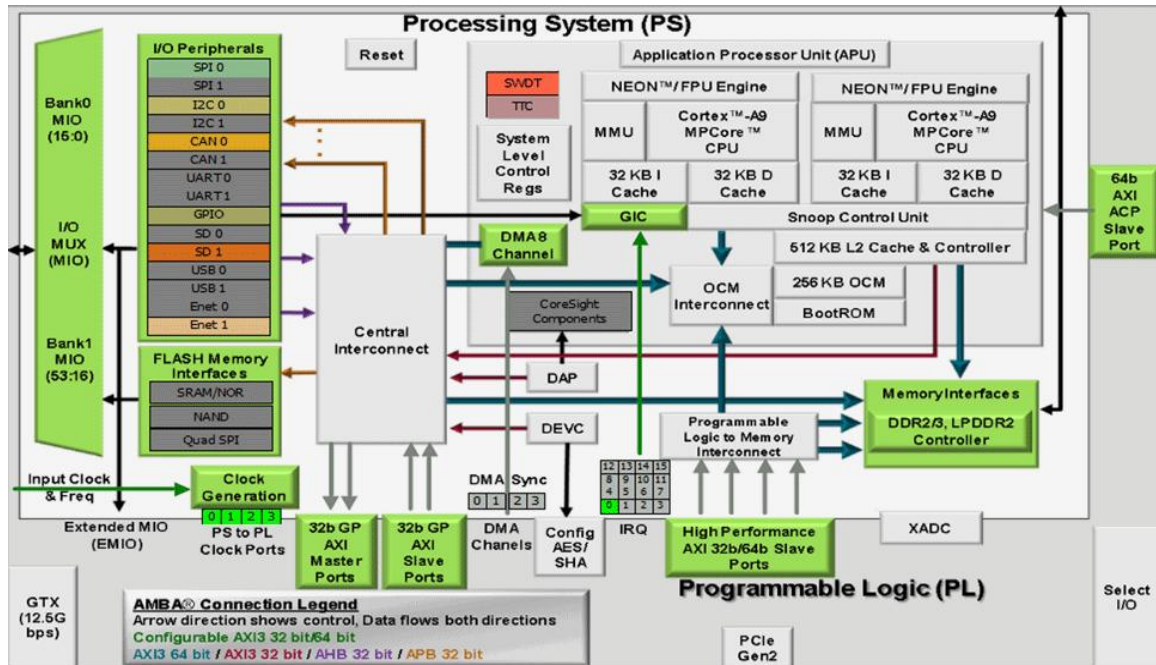 Processing System (PS)
I/O Peripherals
SPI 0
SPI 1
I2C 0
I2C 1
CAN 0
CAN 1
UART0
UART1
GPIO
SD 0
SD 1
USB 0
USB 1
Enet 0
Enet 1
Bank0
MIO
(15:0)
I/O
MUX
(MIO)
Bank1
MIO
(53:16)
FLASH Memory
Interfaces
SRAM/NOR
NAND
Quad SPI
Input Clock
& Freq
Clock
Generation
0 1 2 3
PS to PL
Clock Ports
Extended MIO
(EMIO)
Reset
Central
Interconnect
Application Processor Unit (APU)
SWDT
TTC
System
Level
Control
Regs
NEON™/FPU Engine
MMU
Cortex™-A9
MPCore™
CPU
32 KB I
Cache
32 KB D
Cache
NEON™/FPU Engine
MMU
Cortex™-A9
MPCore™
CPU
32 KB I
Cache
32 KB D
Cache
GIC
Snoop Control Unit
DMA8
Channel
512 KB L2 Cache & Controller
OCM
Interconnect
256 KB OCM
BootROM
CoreSight
Components
DAP
DEVC
Programmable
Logic to Memory
Interconnect
Memory Interfaces
DDR2/3, LPDDR2
Controller
64b
AXI
ACP
Slave
Port
DMA Sync
0 1 2 3
DMA
Channels
12 13 14 15
8 9 10 11
4 5 6 7
0 1 2 3
IRQ
32b GP
AXI
Master
Ports
32b GP
AXI
Slave
Ports
Config
AES/
SHA
High Performance
AXI 32b/64b Slave
Ports
XADC
Programmable Logic (PL)
GTX
(12.5G
bps)
AMBA® Connection Legend
Arrow direction shows control, Data flows both directions
Configurable AXI3 32 bit/64 bit
AXI3 64 bit / AXI3 32 bit / AHB 32 bit / APB 32 bit
PCIe
Gen2
Select
I/O